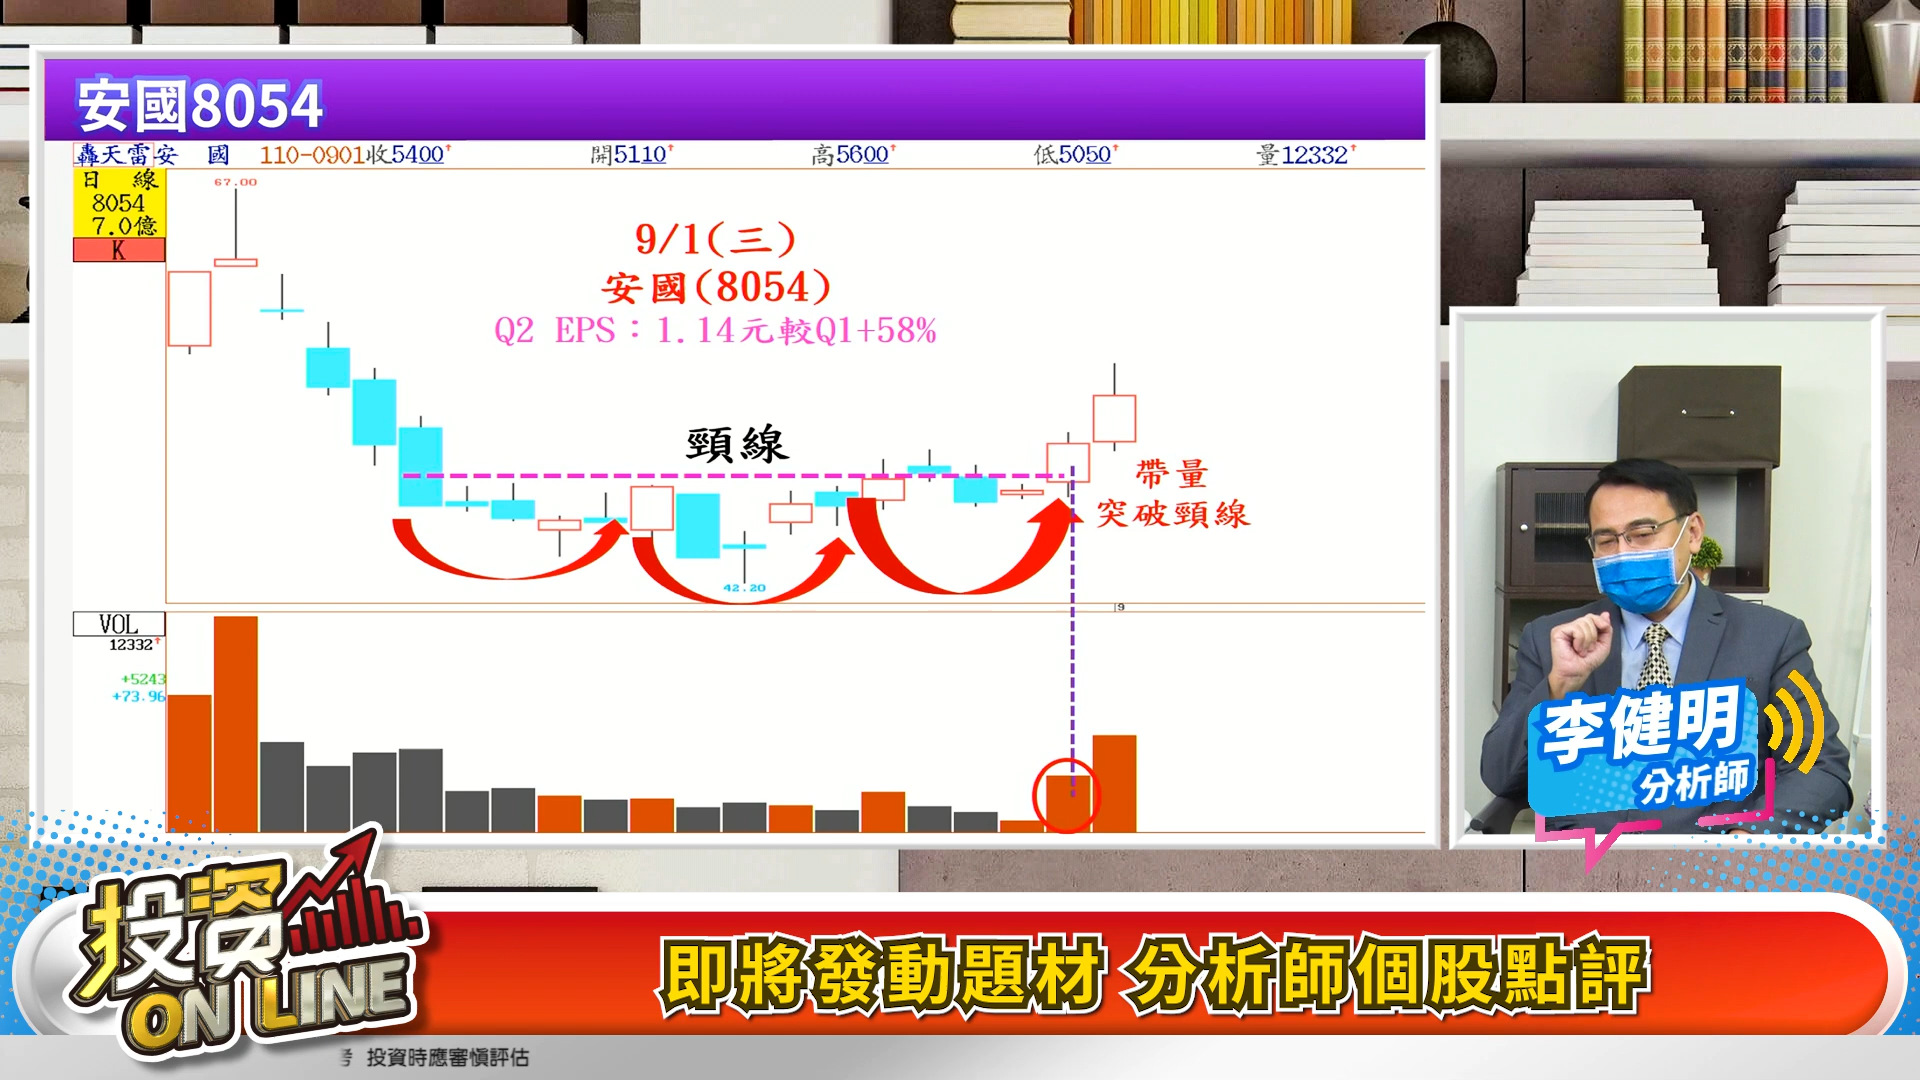 安國8054
轟天雷安 國 110-0901收5400↑ 開5110↑ 高5600↑ 低5050↑ 量12332↑
日 線
8054
7.0億
K
67.00
9/1(三)
安國(8054)
Q2 EPS：1.14元較Q1+58%
頸線
帶量
突破頸線
42.20
9
VOL
12332↑
+5243
+73.96
李健明
分析師
投資
ON LINE
即將發動題材 分析師個股點評
投資時應審慎評估